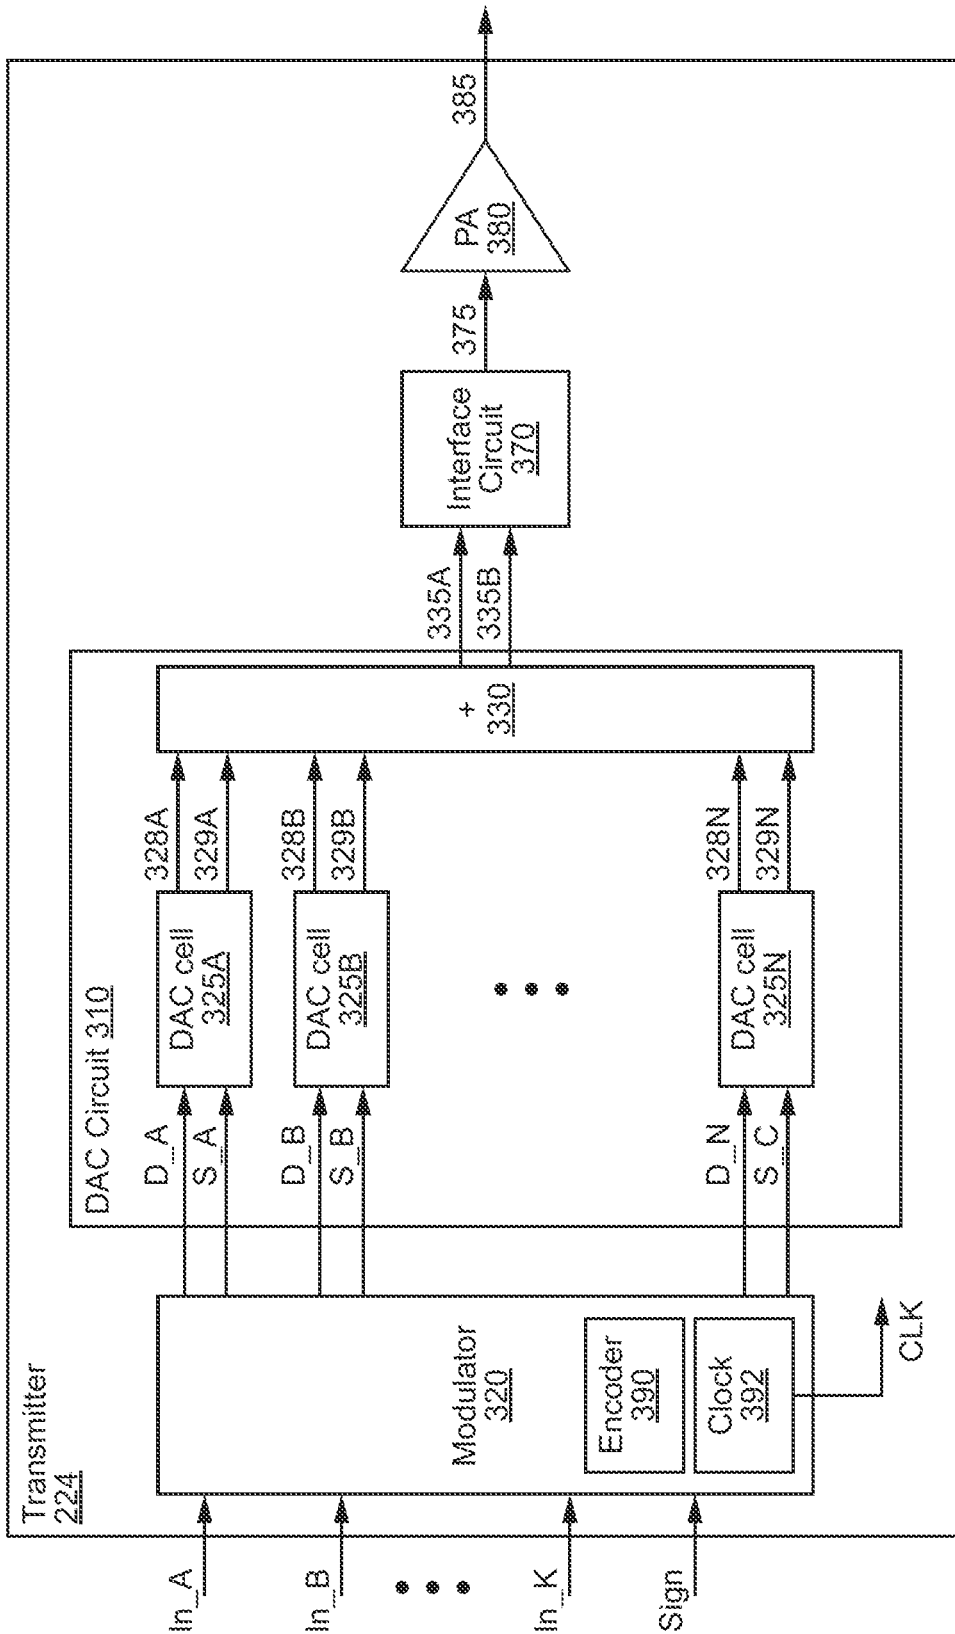 Transmitter
224
In_A
In_B
In_K
Sign
Modulator
320
Encoder
390
Clock
392
CLK
DAC Circuit 310
D_A
S_A
D_B
S_B
D_N
S_C
DAC cell
325A
DAC cell
325B
DAC cell
325N
328A
329A
328B
329B
328N
329N
+
330
335A
335B
Interface
Circuit
370
375
PA
380
385